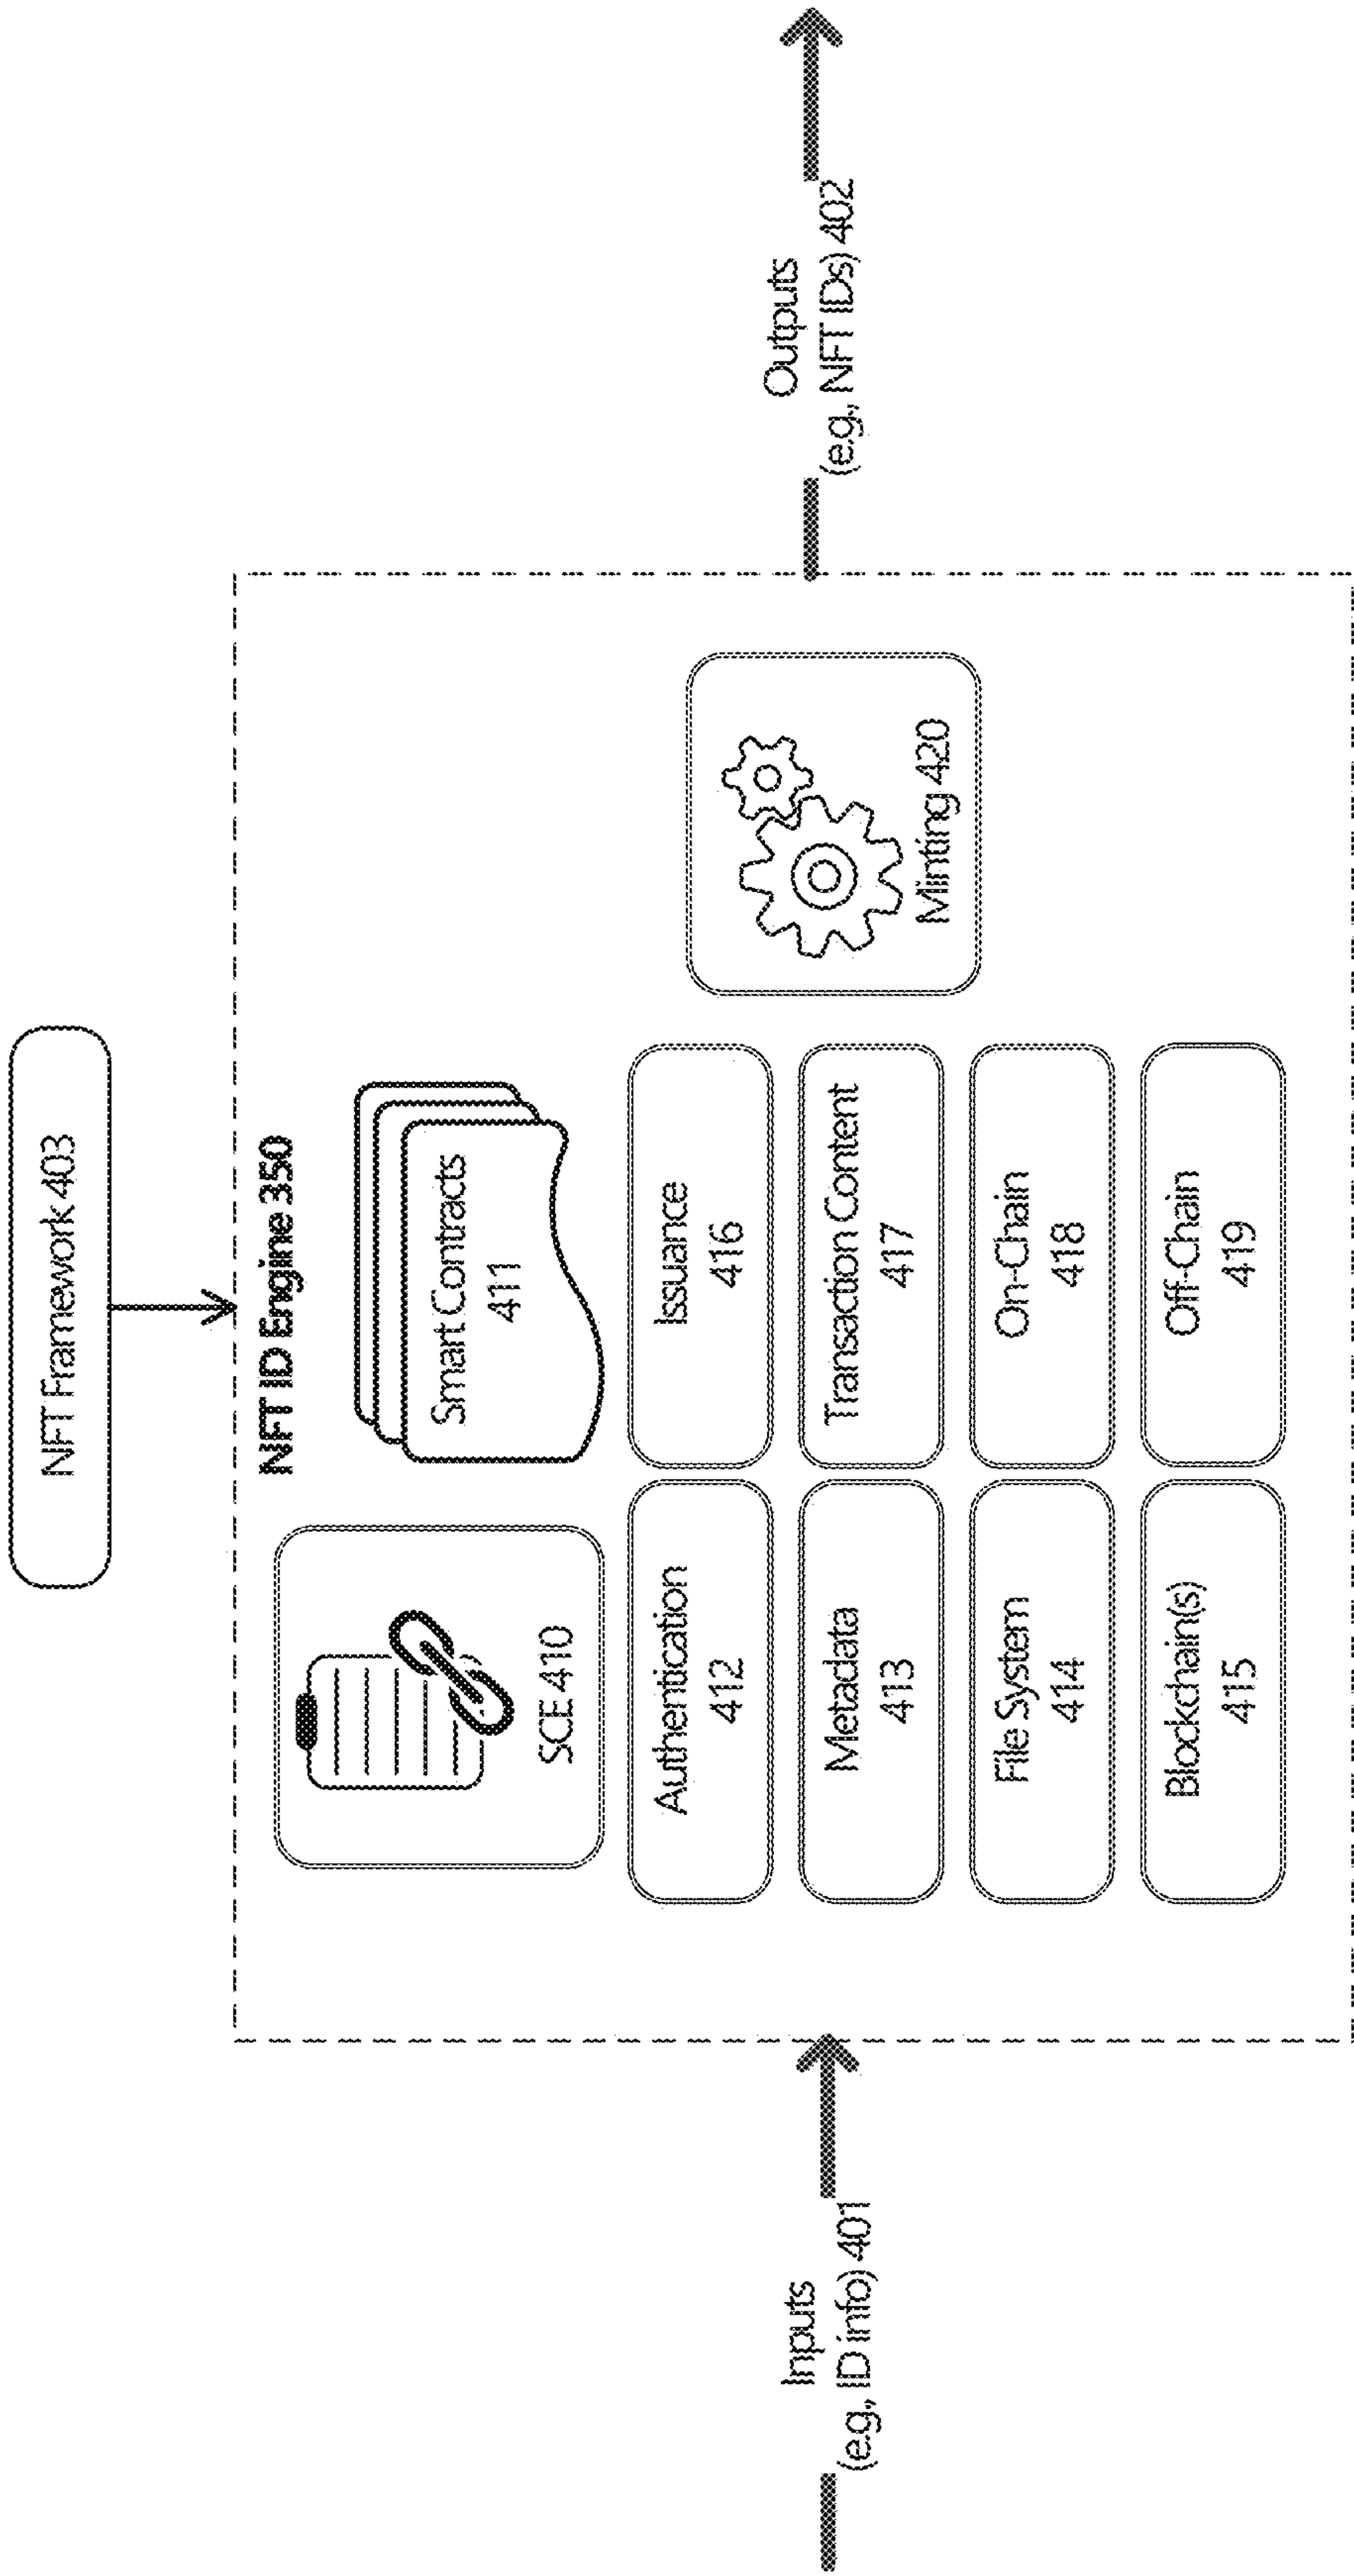 NFT Framework 403
NFT ID Engine 350
SCE 410
Smart Contracts
411
Authentication
412
Issuance
416
Metadata
413
Transaction Content
417
File System
414
On-Chain
418
Blockchain(s)
415
Off-Chain
419
Minting 420
Inputs
(e.g., ID info) 401
Outputs
(e.g., NFT IDs) 402